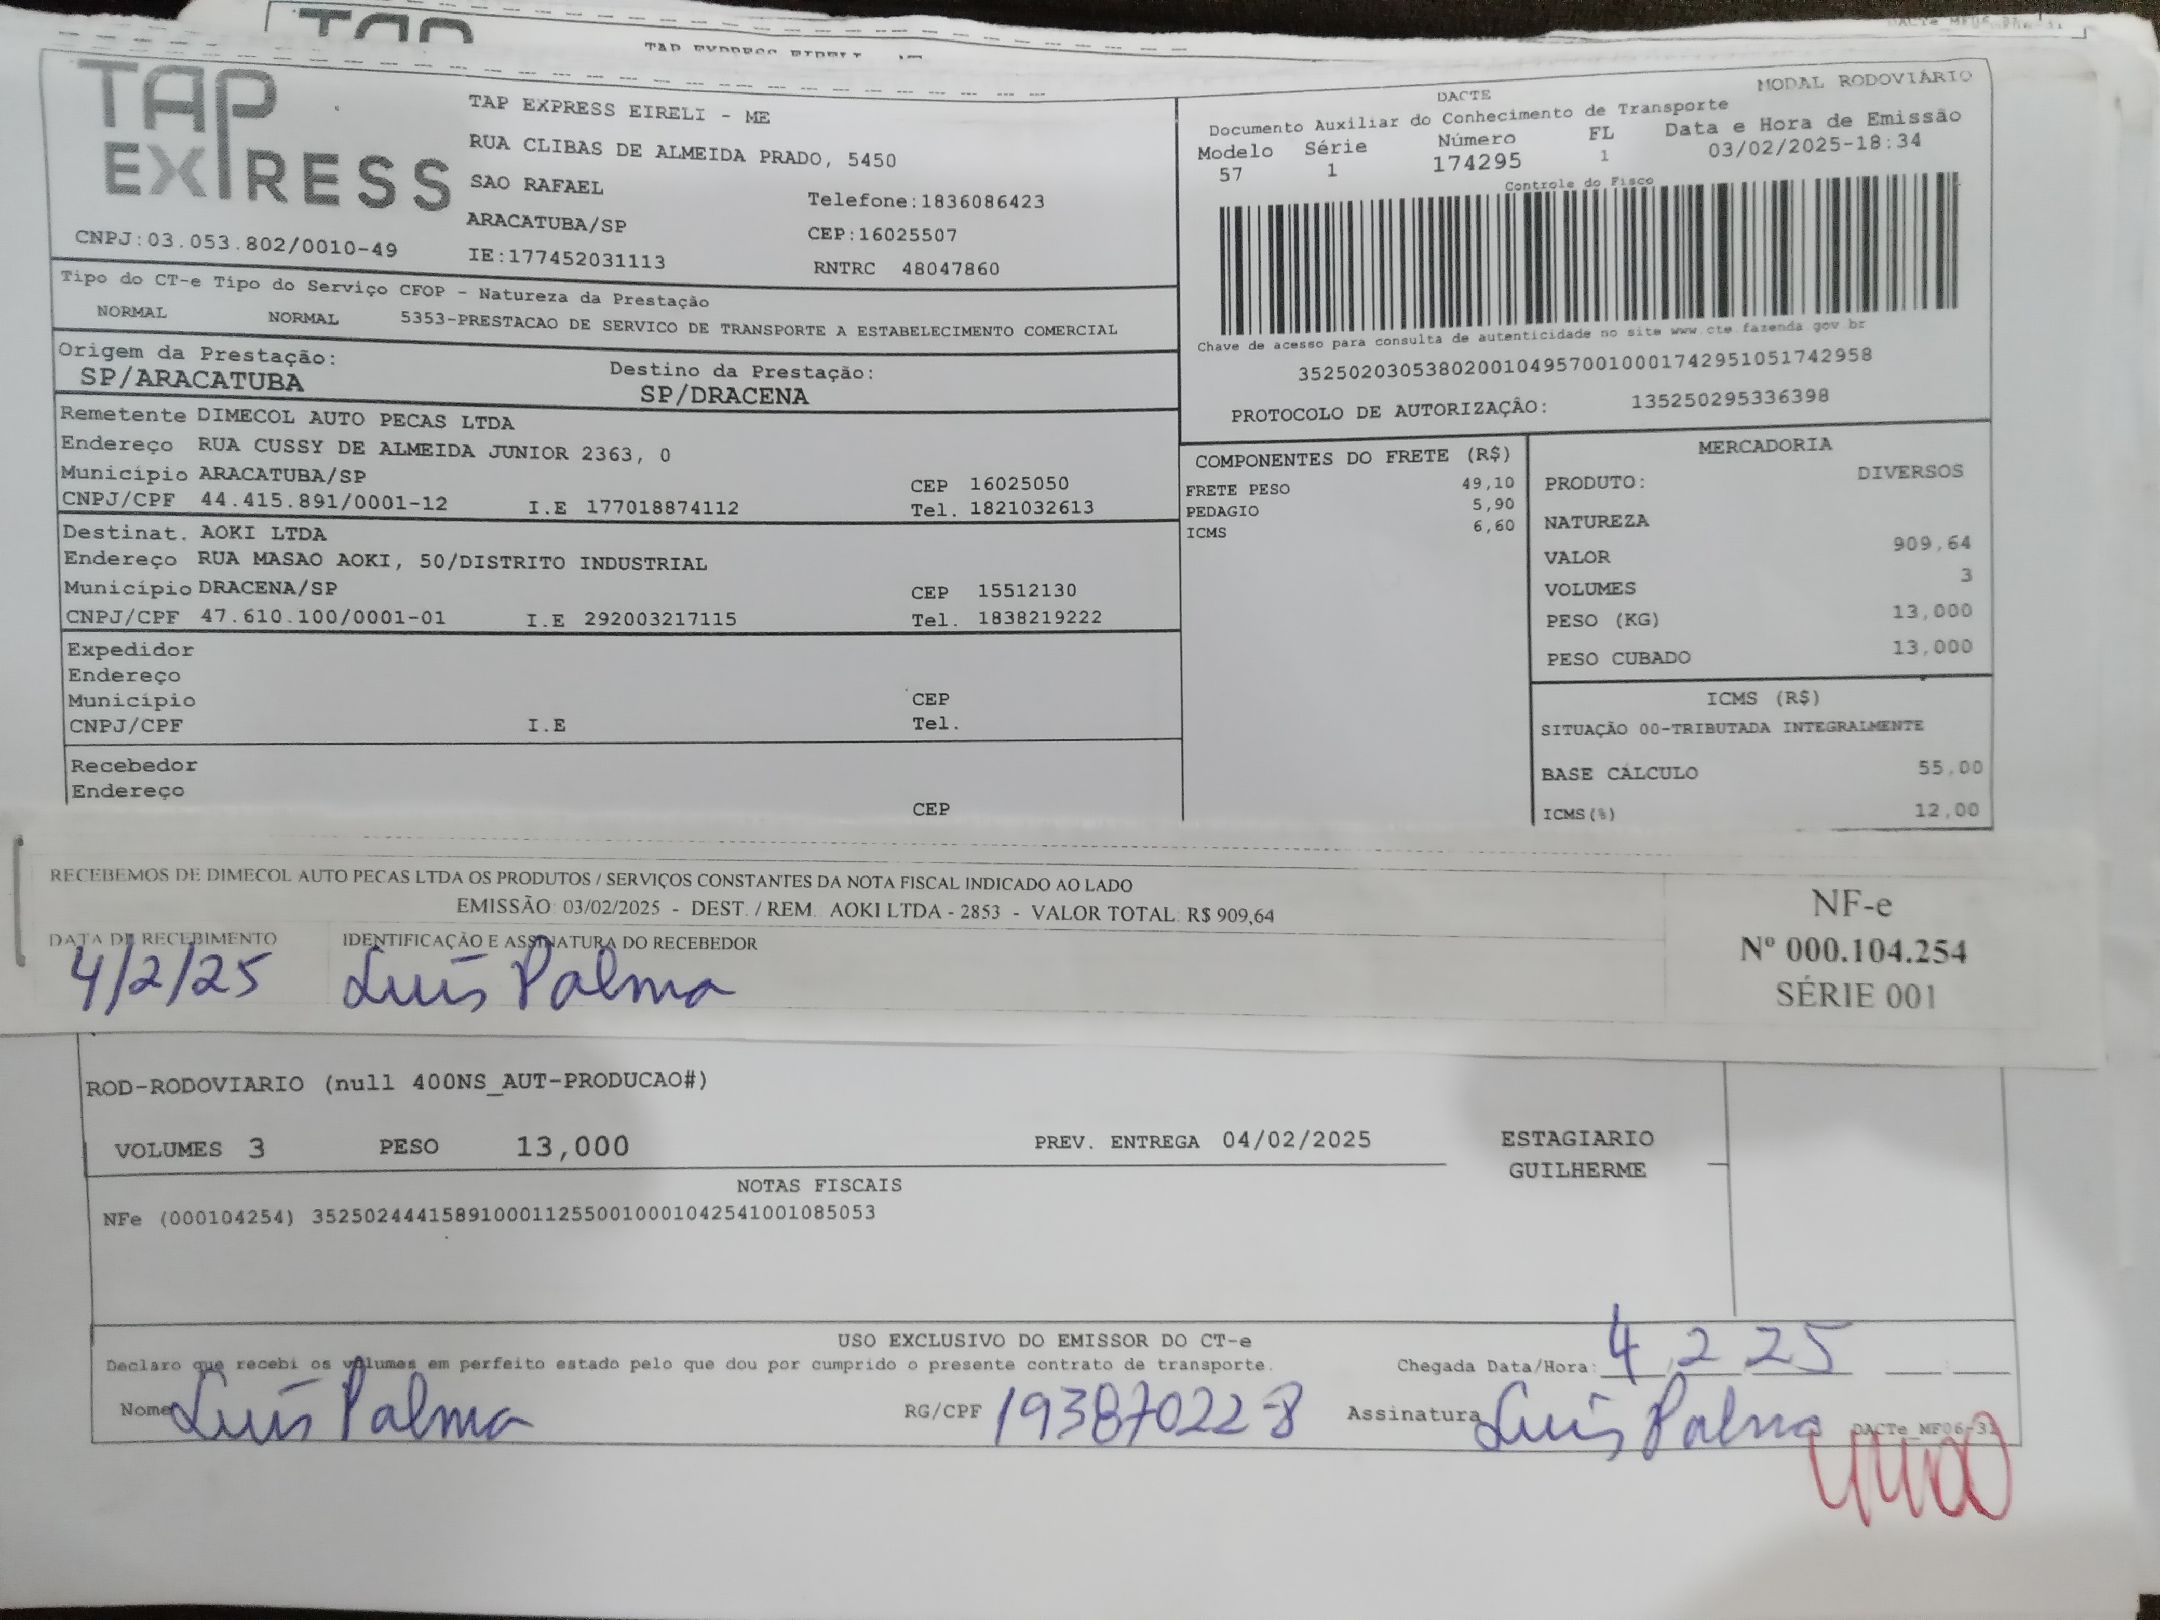 TAP EXPRESS EIRELI
TAP
EXPRESS
CNPJ:03.053.802/0010-49
TAP EXPRESS EIRELI - ME
RUA CLIBAS DE ALMEIDA PRADO, 5450
SAO RAFAEL
Telefone:1836086423
ARACATUBA/SP
CEP:16025507
IE:177452031113
RNTRC 48047860
MODAL RODOVIÁRIO
DACTE
Documento Auxiliar do Conhecimento de Transporte
Modelo Série Número FL Data e Hora de Emissão
57 1 174295 1 03/02/2025-18:34
Controle do Fisco
Chave de acesso para consulta de autenticidade no site www.cte.fazenda.gov.br
35250203053802001049570010001742951051742958
PROTOCOLO DE AUTORIZAÇÃO: 135250295336398
Tipo do CT-e Tipo do Serviço CFOP - Natureza da Prestação
NORMAL NORMAL 5353-PRESTACAO DE SERVICO DE TRANSPORTE A ESTABELECIMENTO COMERCIAL
Origem da Prestação: Destino da Prestação:
SP/ARACATUBA SP/DRACENA
Remetente DIMECOL AUTO PECAS LTDA
Endereço RUA CUSSY DE ALMEIDA JUNIOR 2363, 0
Município ARACATUBA/SP CEP 16025050
CNPJ/CPF 44.415.891/0001-12 I.E 177018874112 Tel. 1821032613
Destinat. AOKI LTDA
Endereço RUA MASAO AOKI, 50/DISTRITO INDUSTRIAL
Município DRACENA/SP CEP 15512130
CNPJ/CPF 47.610.100/0001-01 I.E 292003217115 Tel. 1838219222
Expedidor
Endereço
Município CEP
CNPJ/CPF I.E Tel.
Recebedor
Endereço
CEP
COMPONENTES DO FRETE (R$)
FRETE PESO 49,10
PEDAGIO 5,90
ICMS 6,60
MERCADORIA
PRODUTO: DIVERSOS
NATUREZA
VALOR 909,64
VOLUMES 3
PESO (KG) 13,000
PESO CUBADO 13,000
ICMS (R$)
SITUAÇÃO 00-TRIBUTADA INTEGRALMENTE
BASE CÁLCULO 55,00
ICMS(%) 12,00
RECEBEMOS DE DIMECOL AUTO PECAS LTDA OS PRODUTOS / SERVIÇOS CONSTANTES DA NOTA FISCAL INDICADO AO LADO
EMISSÃO: 03/02/2025 - DEST. / REM. AOKI LTDA - 2853 - VALOR TOTAL: R$ 909,64
DATA DE RECEBIMENTO IDENTIFICAÇÃO E ASSINATURA DO RECEBEDOR
4/2/25 Luís Palma
NF-e
Nº 000.104.254
SÉRIE 001
ROD-RODOVIARIO (null 400NS_AUT-PRODUCAO#)
VOLUMES 3 PESO 13,000 PREV. ENTREGA 04/02/2025
ESTAGIARIO
GUILHERME
NOTAS FISCAIS
NFe (000104254) 35250244415891000112550010001042541001085053
USO EXCLUSIVO DO EMISSOR DO CT-e
Declaro que recebi os volumes em perfeito estado pelo que dou por cumprido o presente contrato de transporte.
Chegada Data/Hora: 4 2 25 :
Nome Luís Palma RG/CPF 19387022-8 Assinatura Luís Palma
DACTe_MF06-31